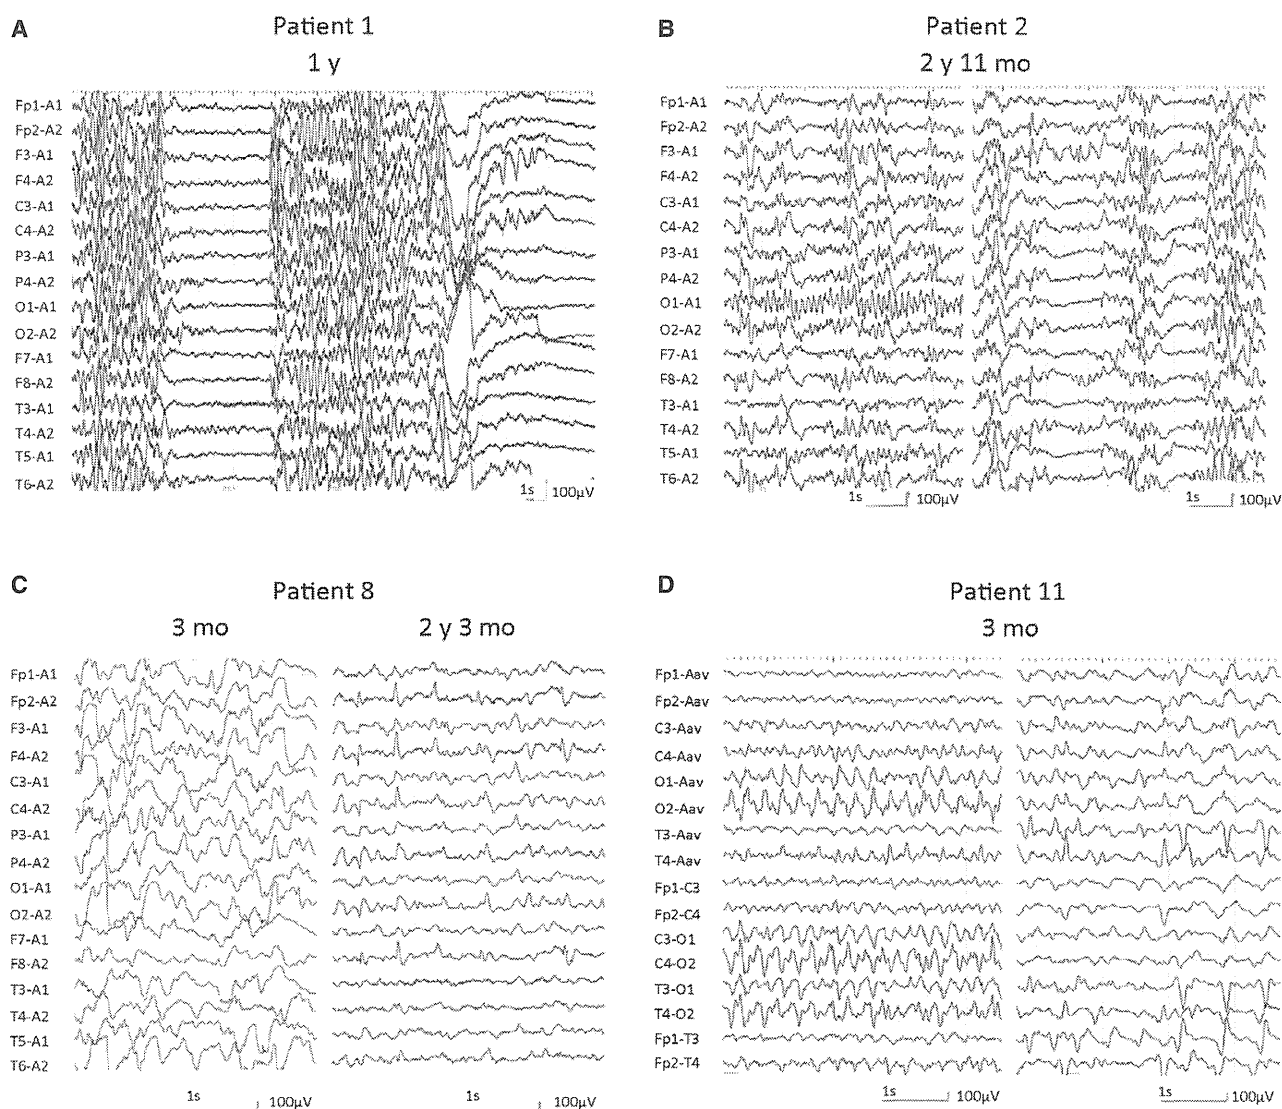 A
Patient 1
1 y
Fp1-A1
Fp2-A2
F3-A1
F4-A2
C3-A1
C4-A2
P3-A1
P4-A2
O1-A1
O2-A2
F7-A1
F8-A2
T3-A1
T4-A2
T5-A1
T6-A2
1s 100μV
B
Patient 2
2 y 11 mo
Fp1-A1
Fp2-A2
F3-A1
F4-A2
C3-A1
C4-A2
P3-A1
P4-A2
O1-A1
O2-A2
F7-A1
F8-A2
T3-A1
T4-A2
T5-A1
T6-A2
1s 100μV 1s 100μV
C
Patient 8
3 mo 2 y 3 mo
Fp1-A1
Fp2-A2
F3-A1
F4-A2
C3-A1
C4-A2
P3-A1
P4-A2
O1-A1
O2-A2
F7-A1
F8-A2
T3-A1
T4-A2
T5-A1
T6-A2
1s 100μV 1s 100μV
D
Patient 11
3 mo
Fp1-Aav
Fp2-Aav
C3-Aav
C4-Aav
O1-Aav
O2-Aav
T3-Aav
T4-Aav
Fp1-C3
Fp2-C4
C3-O1
C4-O2
T3-O1
T4-O2
Fp1-T3
Fp2-T4
1s 100μV 1s 100μV